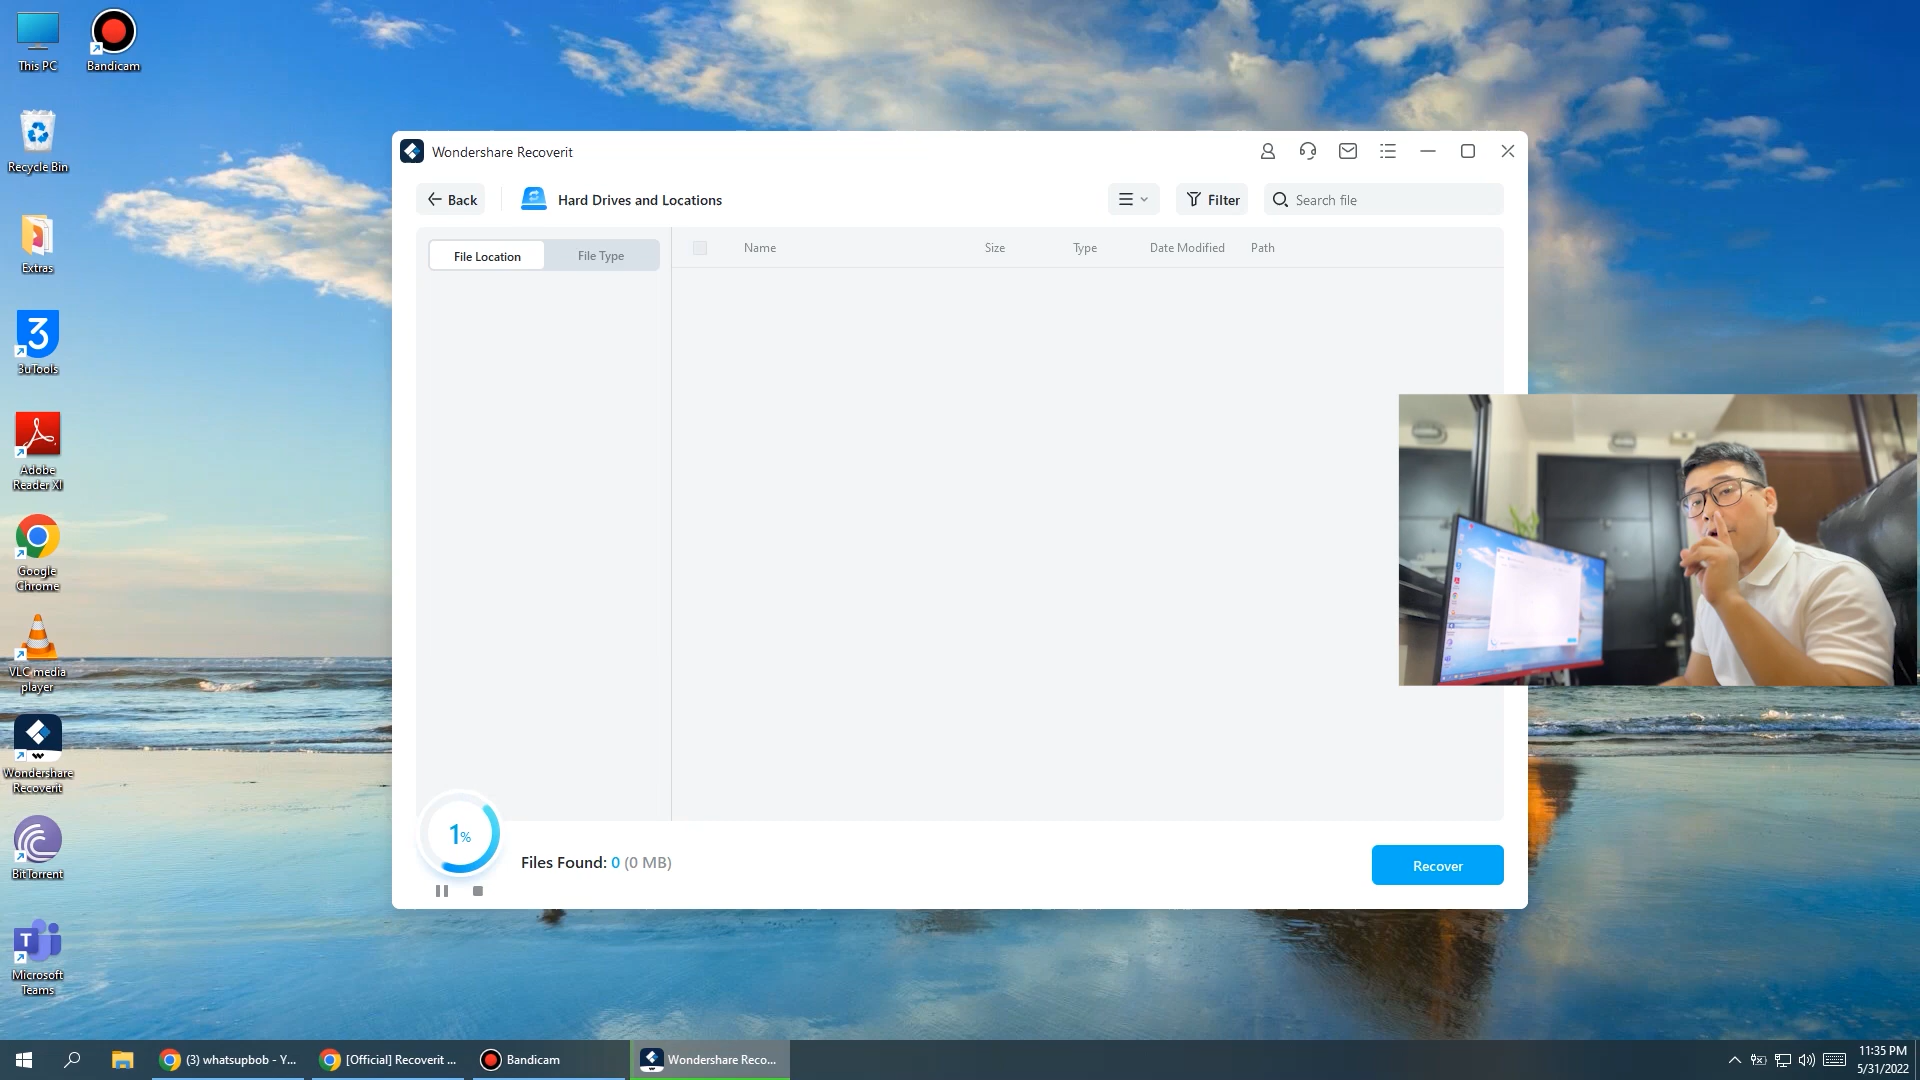 This PC
Bandicam
Recycle Bin
Extras
3
3uTools
Adobe
Reader XI
Google
Chrome
VLC media
player
Wondershare
Recoverit
BitTorrent
T
Microsoft
Teams
Wondershare Recoverit
Back
Hard Drives and Locations
Filter
Search file
File Location
File Type
Name
Size
Type
Date Modified
Path
1%
Files Found: 0 (0 MB)
Recover
(3) whatsupbob - Y...
[Official] Recoverit ...
Bandicam
Wondershare Reco...
11:35 PM
5/31/2022